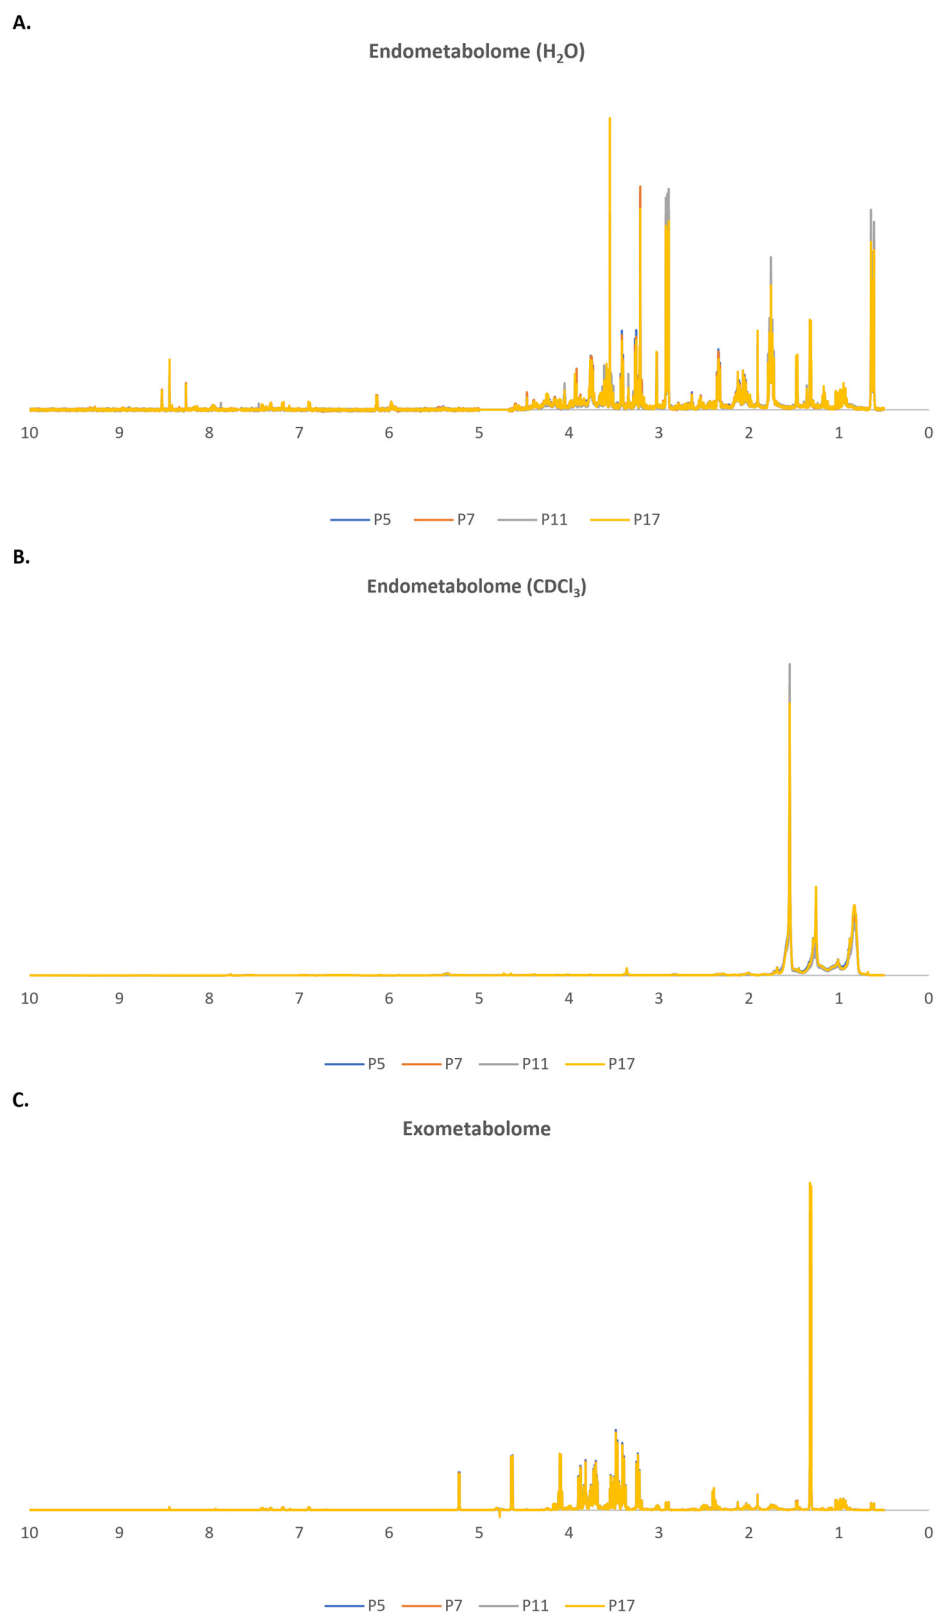 A.
Endometabolome (H₂O)
10 9 8 7 6 5 4 3 2 1 0
P5 P7 P11 P17
B.
Endometabolome (CDCl₃)
10 9 8 7 6 5 4 3 2 1 0
P5 P7 P11 P17
C.
Exometabolome
10 9 8 7 6 5 4 3 2 1 0
P5 P7 P11 P17